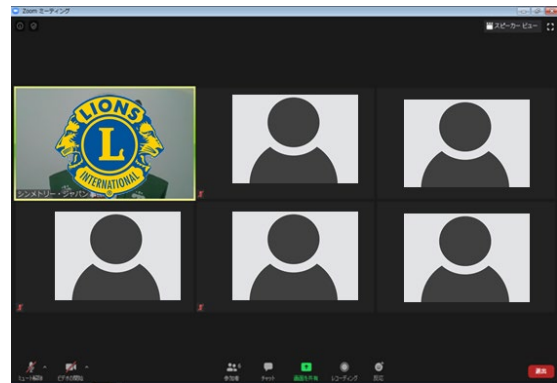 Zoom ミーティング
スピーカー ビュー
LIONS
L
INTERNATIONAL
シンメトリー・ジャパン
ミュート解除
ビデオの開始
参加者
チャット
画面を共有
レコーディング
反応
退出